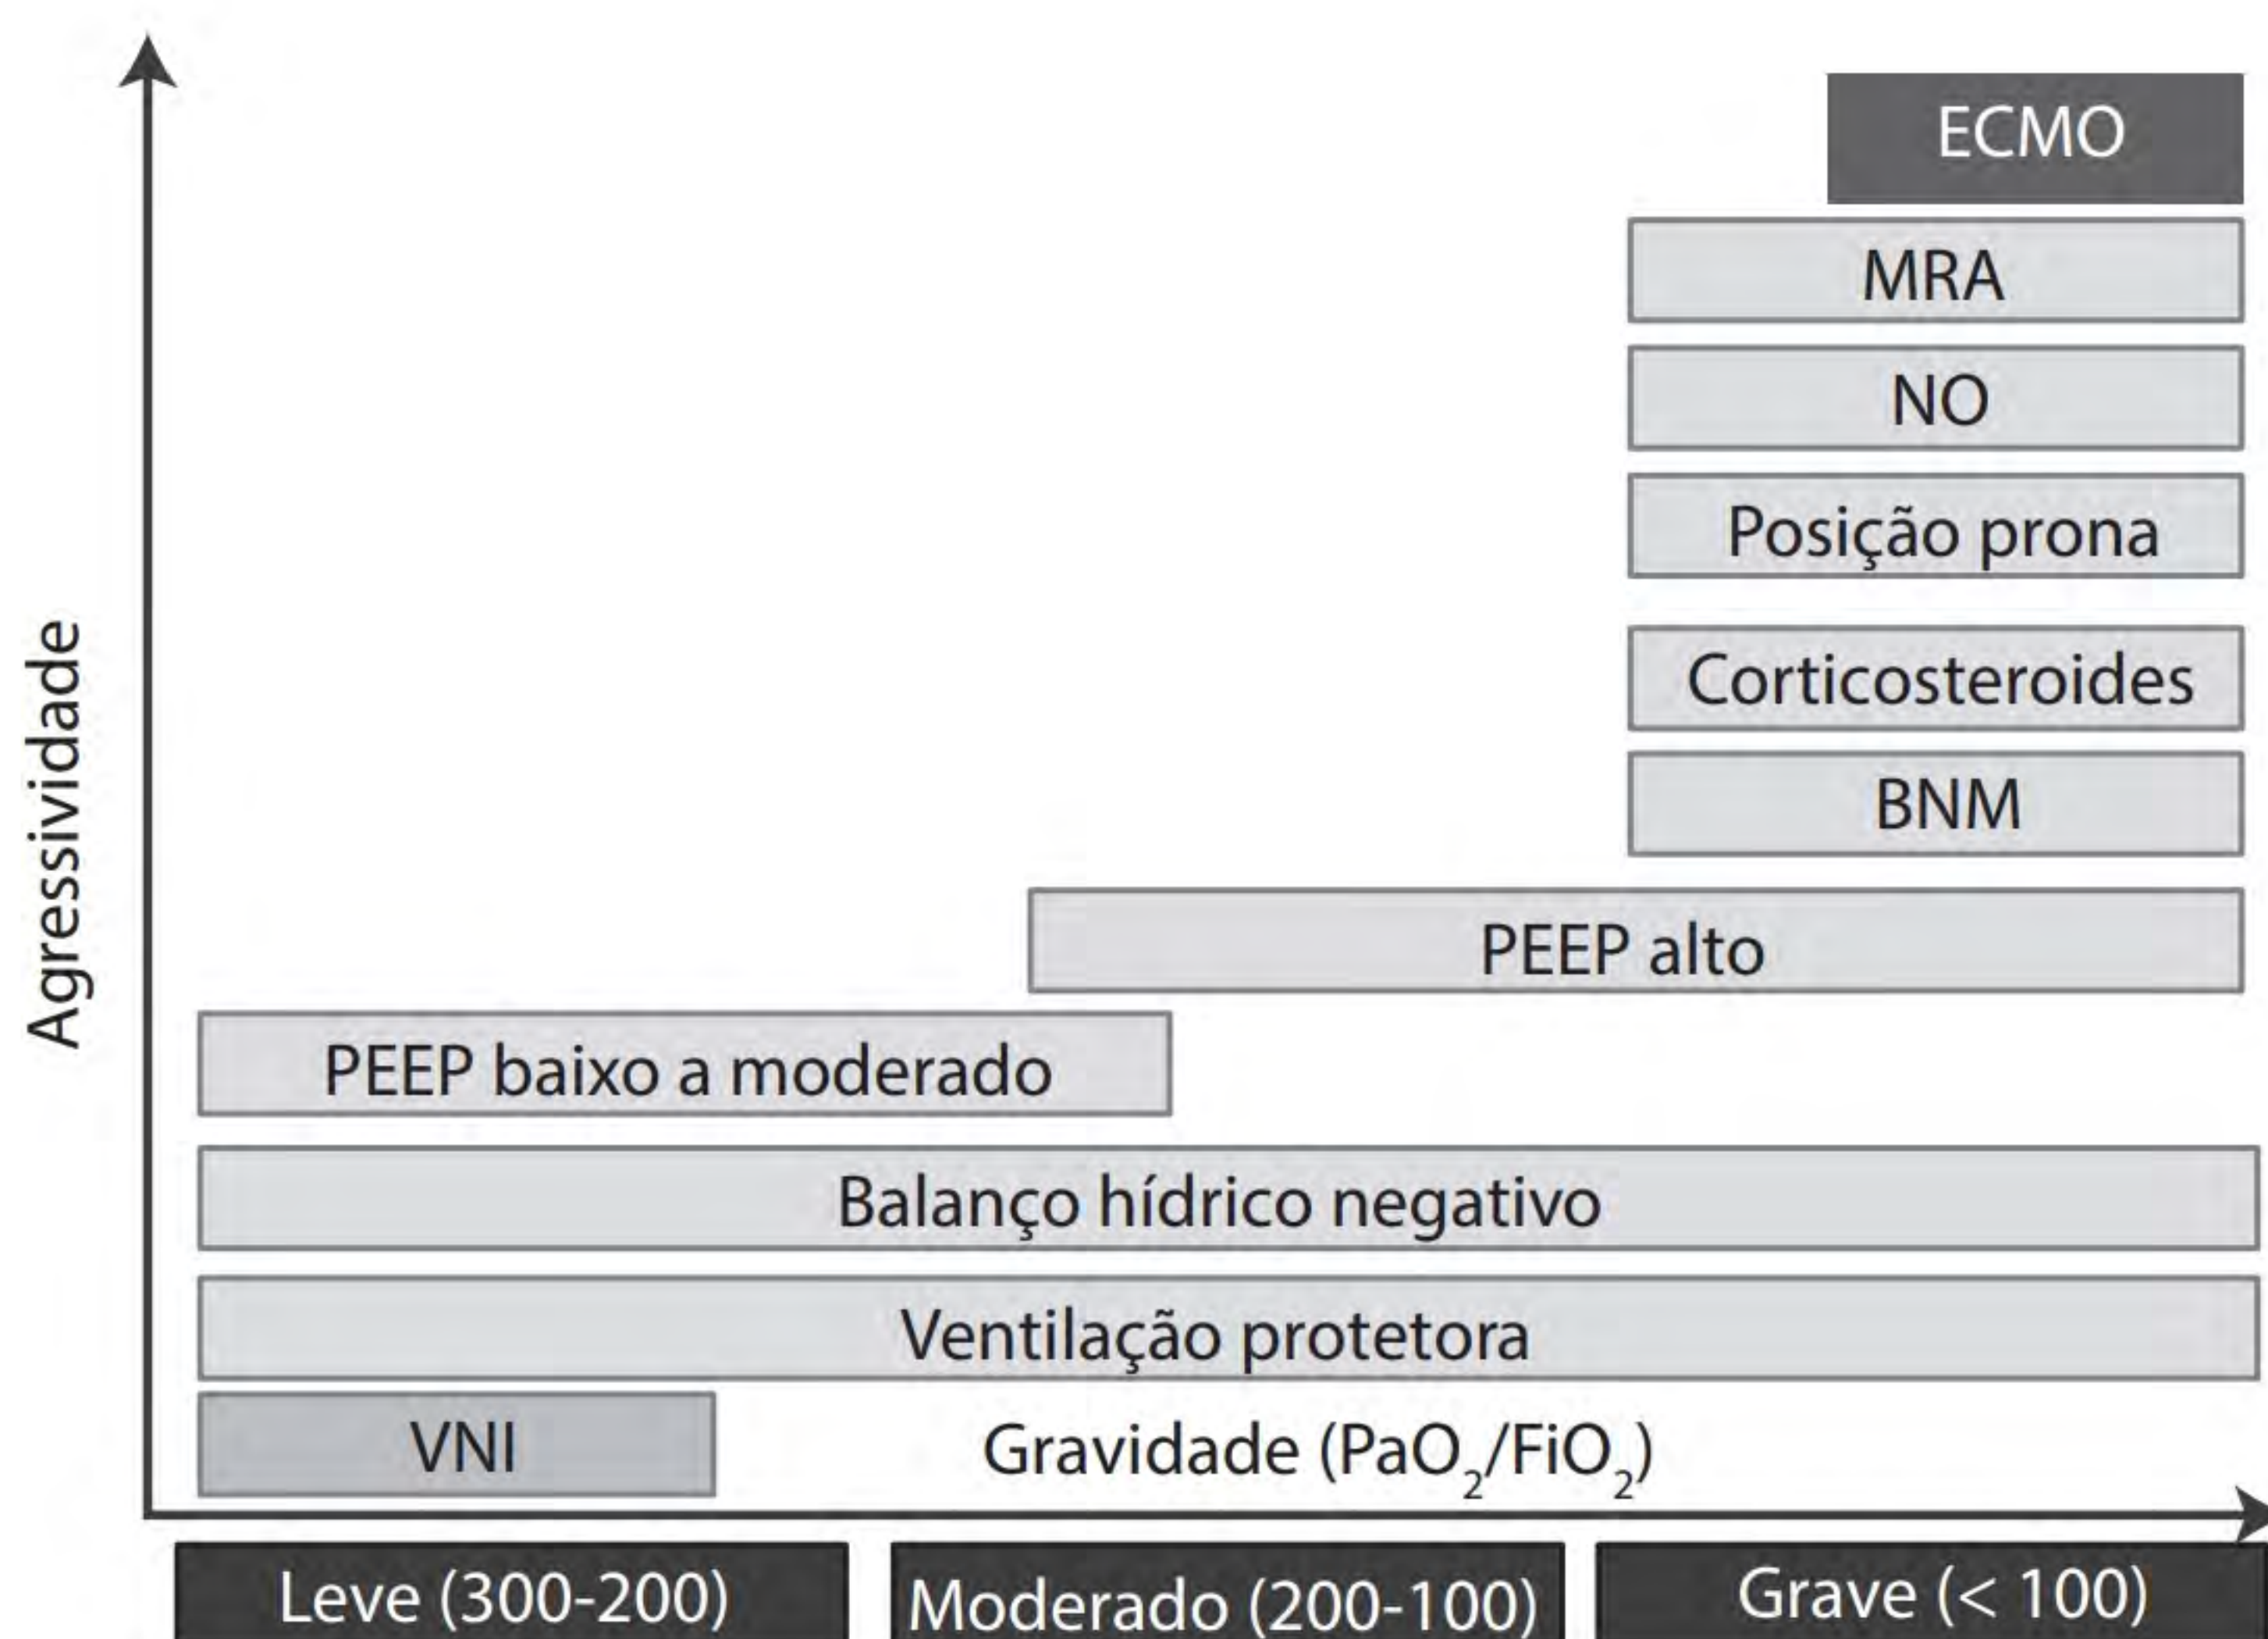 ECMO
MRA
NO
Posição prona
Corticosteroides
BNM
Agressividade
PEEP alto
PEEP baixo a moderado
Balanço hídrico negativo
Ventilação protetora
VNI
Gravidade (PaO₂/FiO₂)
Leve (300-200)
Moderado (200-100)
Grave (< 100)